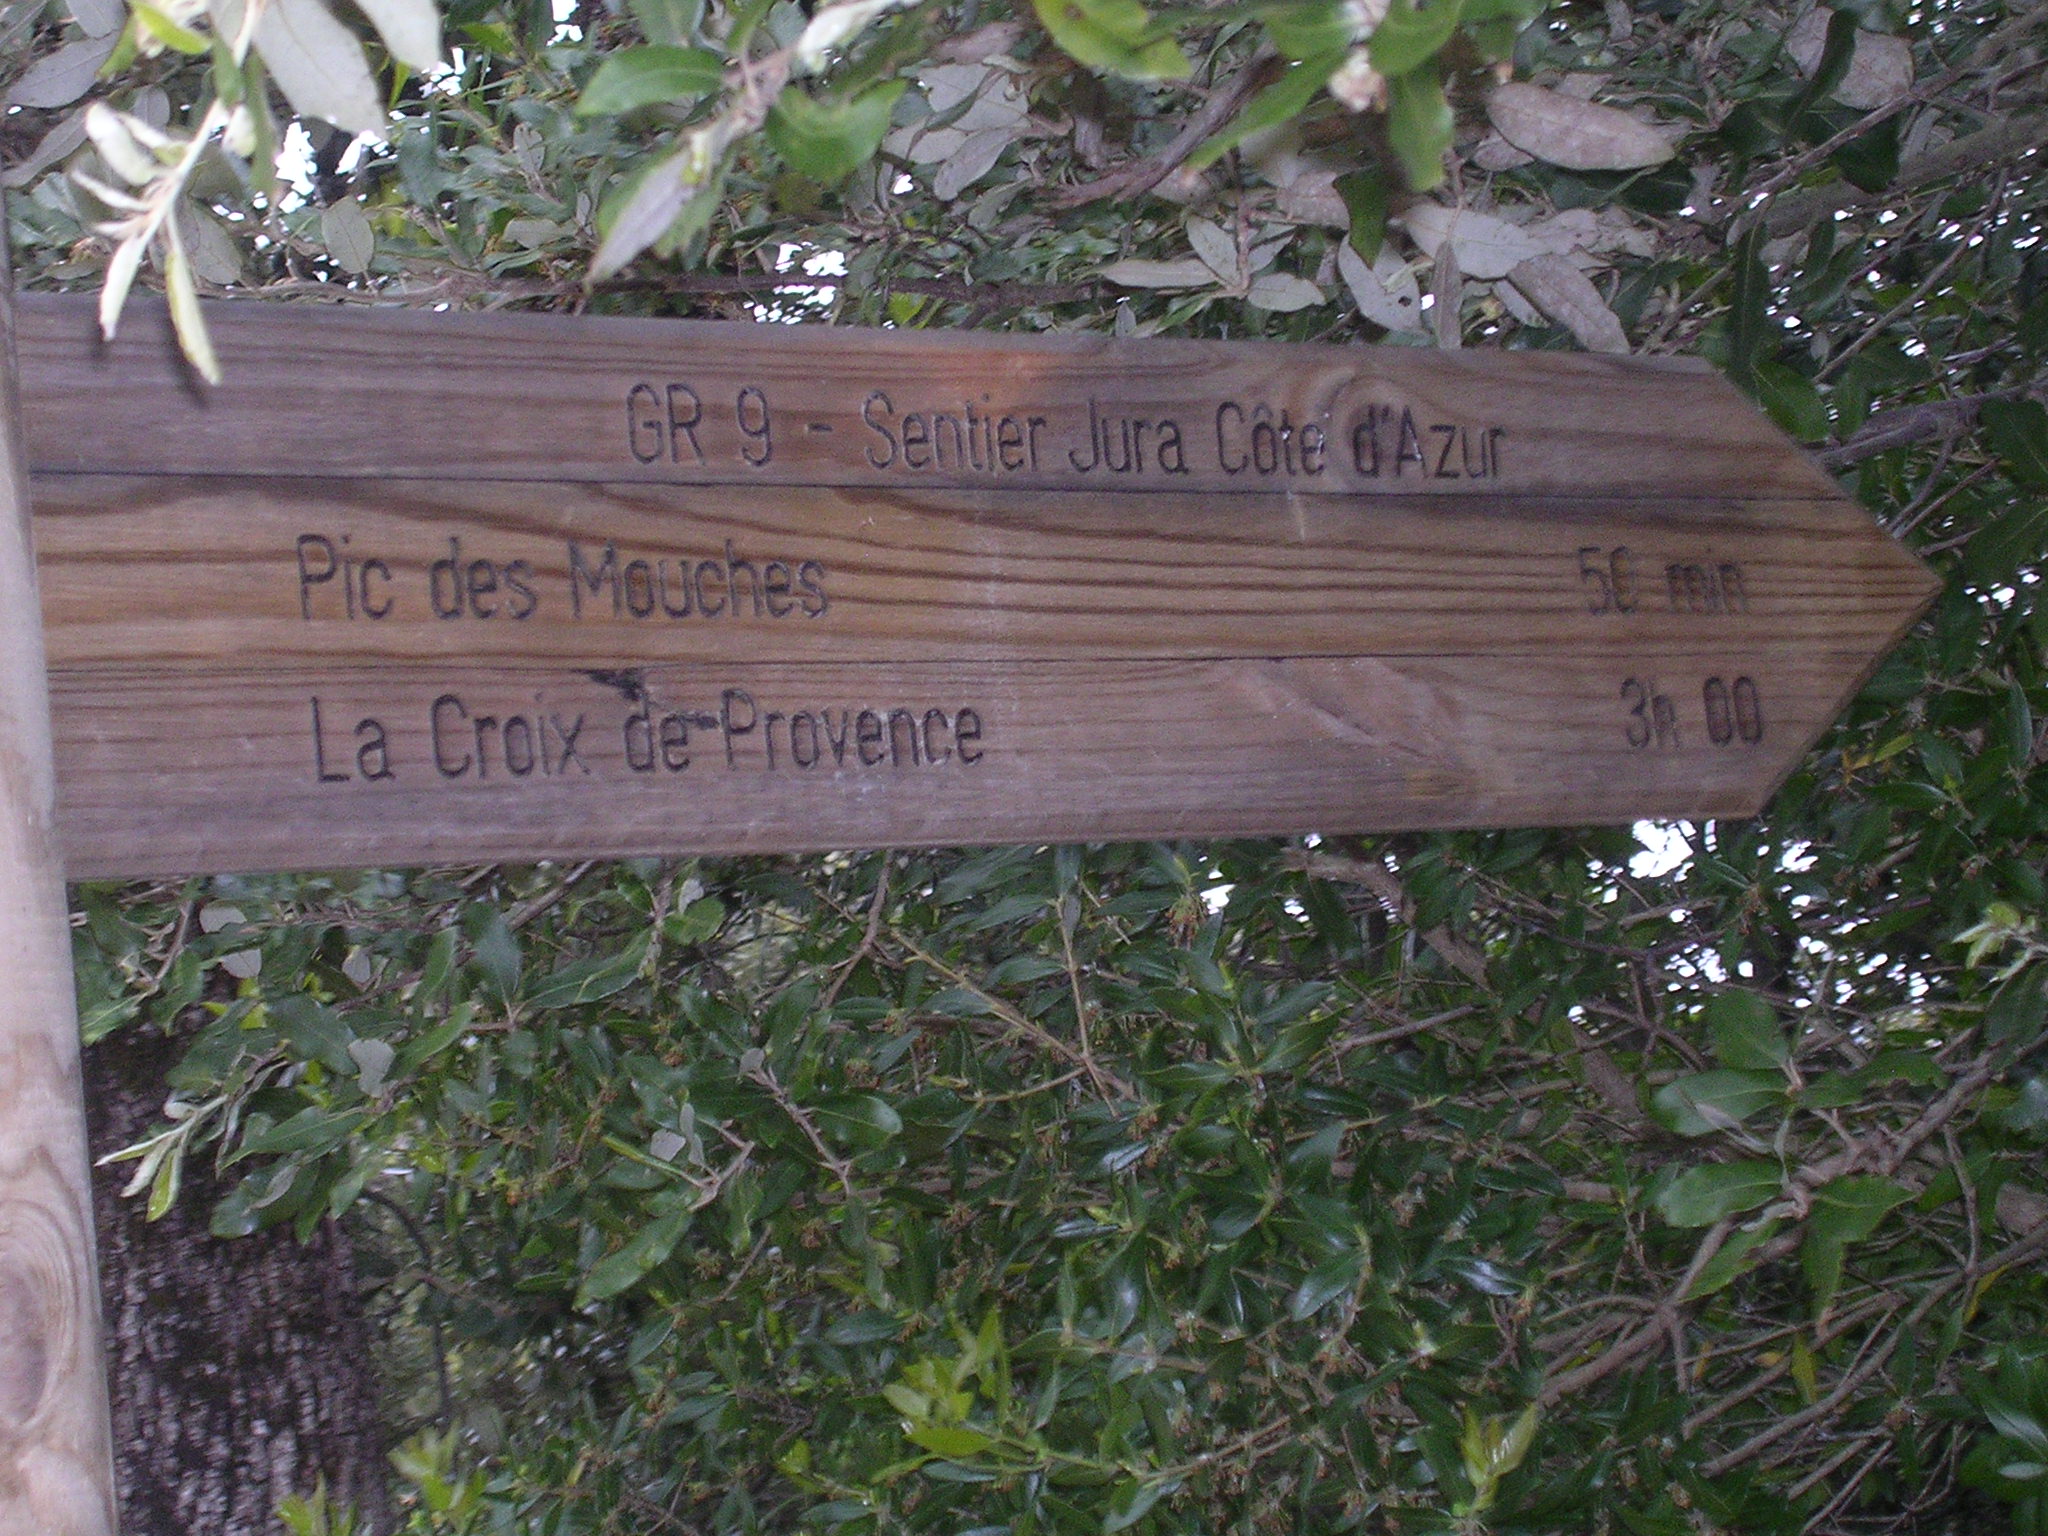 GR 9 - Sentier Jura Côte d'Azur
Pic des Mouches 50 min
La Croix de Provence 3h 00